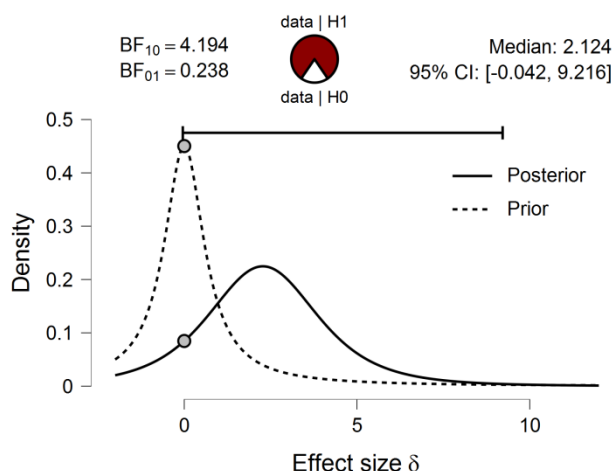 data | H1
BF10 = 4.194
BF01 = 0.238
data | H0
Median: 2.124
95% CI: [-0.042, 9.216]
0.5
0.4
0.3
0.2
0.1
0
Density
Posterior
Prior
0 5 10
Effect size δ